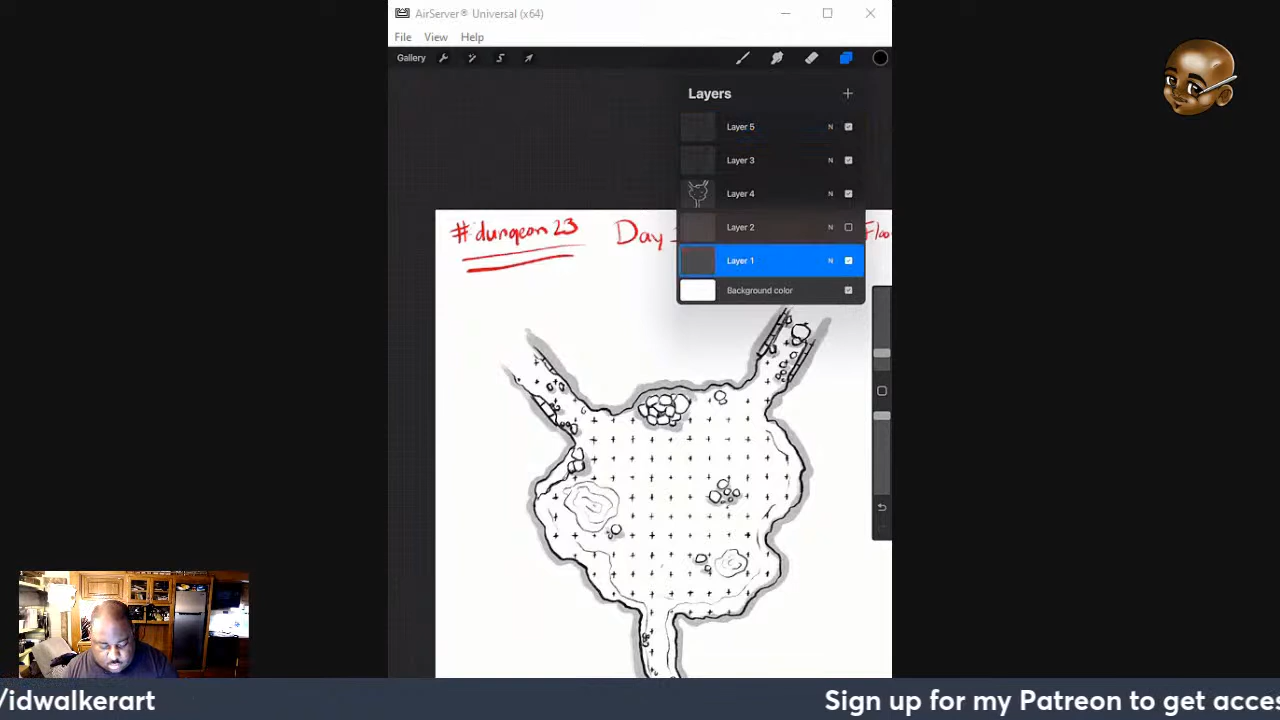 AirServer® Universal (x64)
File View Help
Gallery
Layers
Layer 5 N
Layer 3 N
Layer 4 N
Layer 2 N
Layer 1 N
Background color
#dungeon23 Day
/idwalkerart
Sign up for my Patreon to get acces